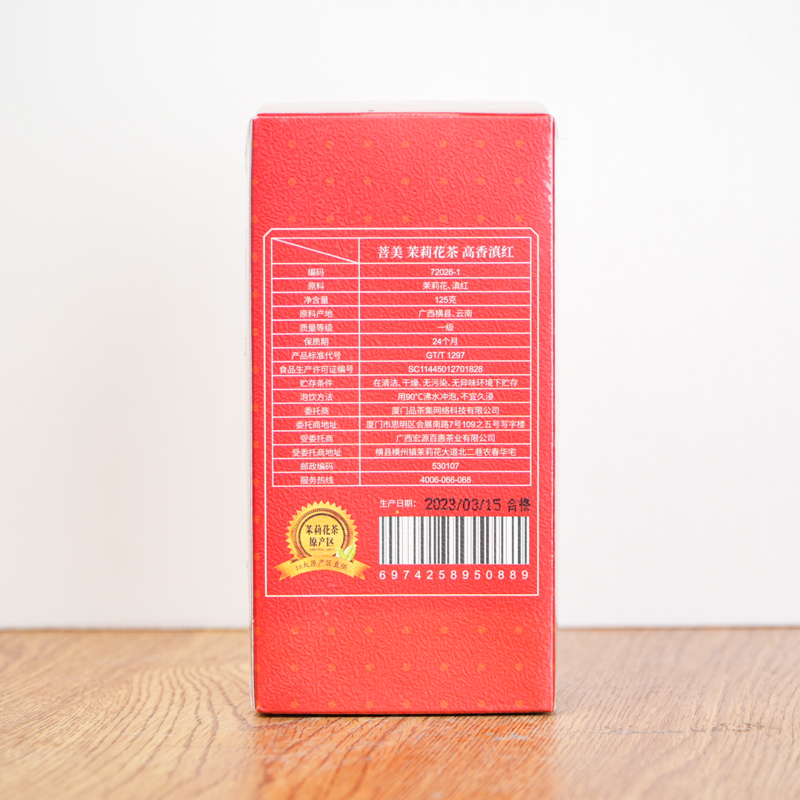 菩美 茉莉花茶 高香滇红
编码 72026-1
原料 茉莉花、滇红
净含量 125克
原料产地 广西横县、云南
质量等级 一级
保质期 24个月
产品标准代号 GT/T 1297
食品生产许可证编号 SC11445012701828
贮存条件 在清洁、干燥、无污染、无异味环境下贮存
泡饮方法 用90℃沸水冲泡，不宜久浸
委托商 厦门品茶集网络科技有限公司
委托商地址 厦门市思明区会展南路7号109之五号写字楼
受委托商 广西宏源百惠茶业有限公司
受委托商地址 横县横州镇茉莉花大道北二巷农春华宅
邮政编码 530107
服务热线 4006-066-068
生产日期： 2023/03/15 合格
茉莉花茶
原产区
18大原产区直供
6974258950889